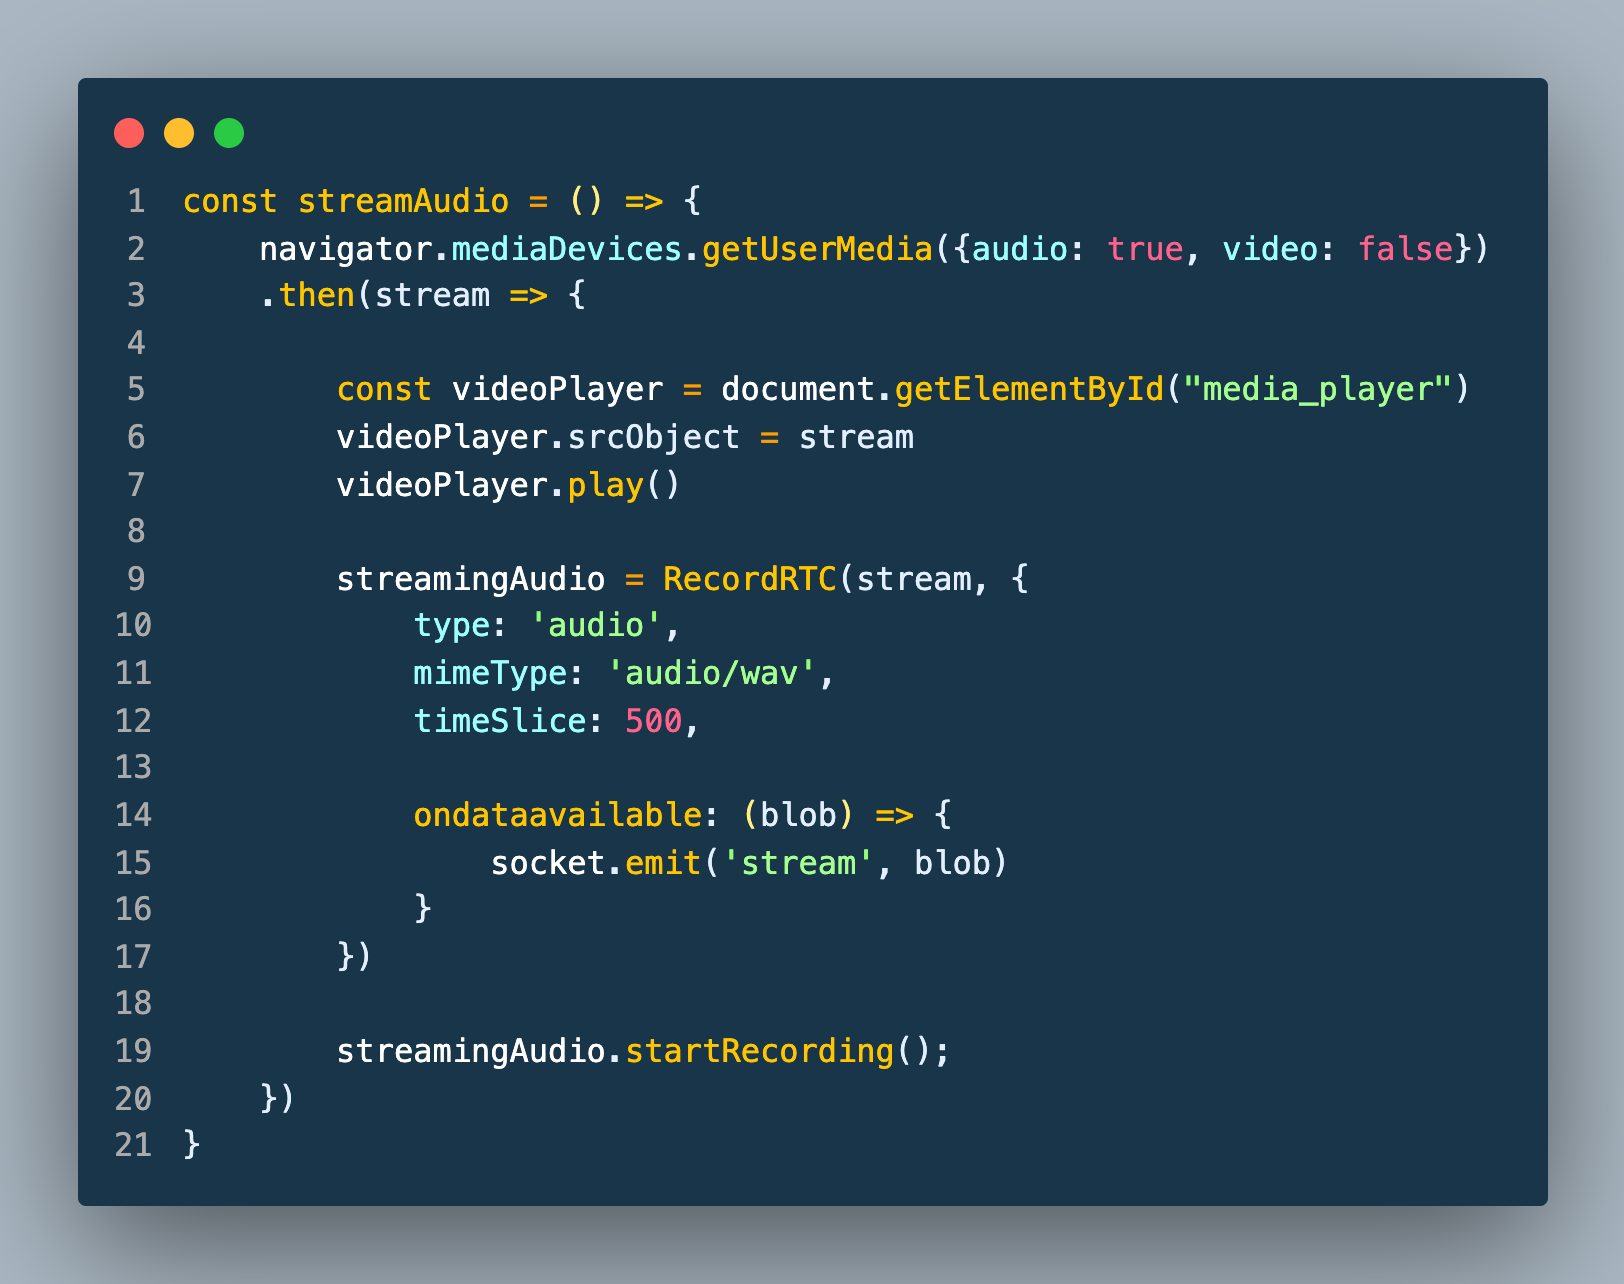 1 const streamAudio = () => {
2     navigator.mediaDevices.getUserMedia({audio: true, video: false})
3     .then(stream => {
4
5         const videoPlayer = document.getElementById("media_player")
6         videoPlayer.srcObject = stream
7         videoPlayer.play()
8
9         streamingAudio = RecordRTC(stream, {
10             type: 'audio',
11             mimeType: 'audio/wav',
12             timeSlice: 500,
13
14             ondataavailable: (blob) => {
15                 socket.emit('stream', blob)
16             }
17         })
18
19         streamingAudio.startRecording();
20     })
21 }